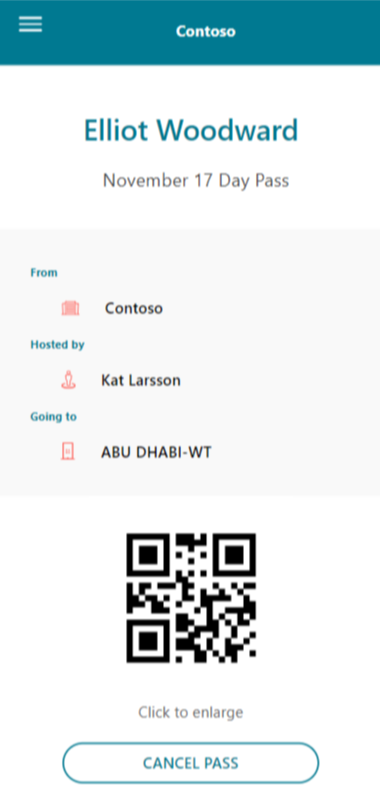 Contoso
Elliot Woodward
November 17 Day Pass
From
Contoso
Hosted by
Kat Larsson
Going to
ABU DHABI-WT
Click to enlarge
CANCEL PASS